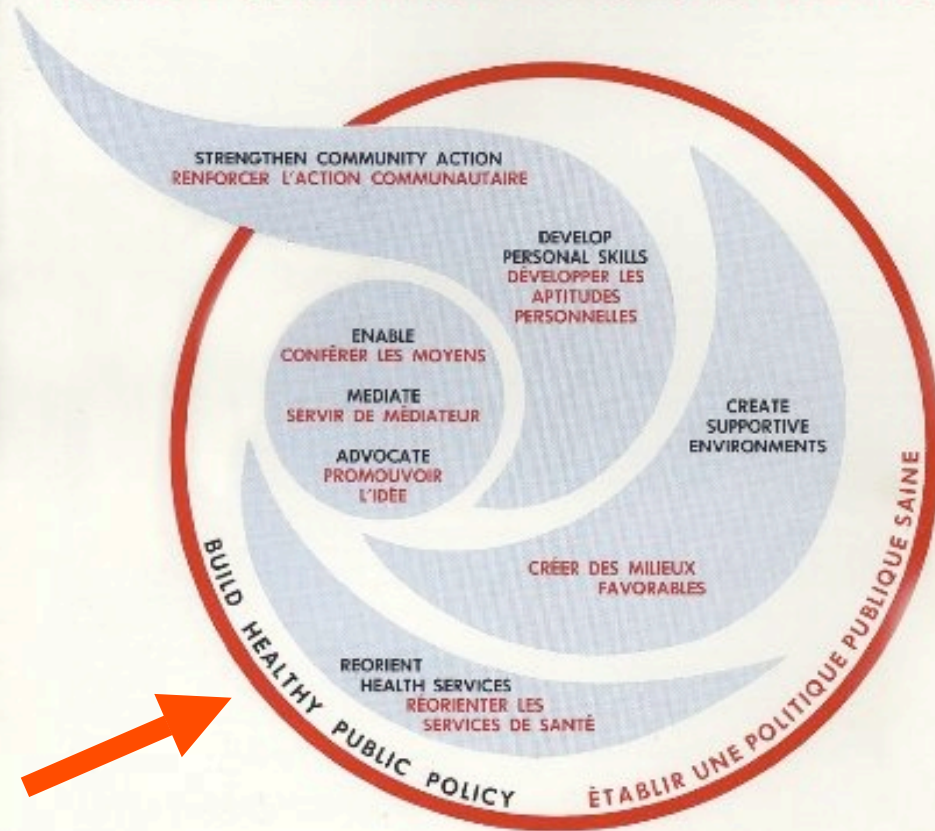 STRENGTHEN COMMUNITY ACTION
RENFORCER L'ACTION COMMUNAUTAIRE
DEVELOP
PERSONAL SKILLS
DÉVELOPPER LES
APTITUDES
PERSONNELLES
ENABLE
CONFÉRER LES MOYENS
MEDIATE
SERVIR DE MÉDIATEUR
ADVOCATE
PROMOUVOIR
L'IDÉE
CREATE
SUPPORTIVE
ENVIRONMENTS
CRÉER DES MILIEUX
FAVORABLES
REORIENT
HEALTH SERVICES
RÉORIENTER LES
SERVICES DE SANTÉ
BUILD HEALTHY PUBLIC POLICY
ÉTABLIR UNE POLITIQUE PUBLIQUE SAINE